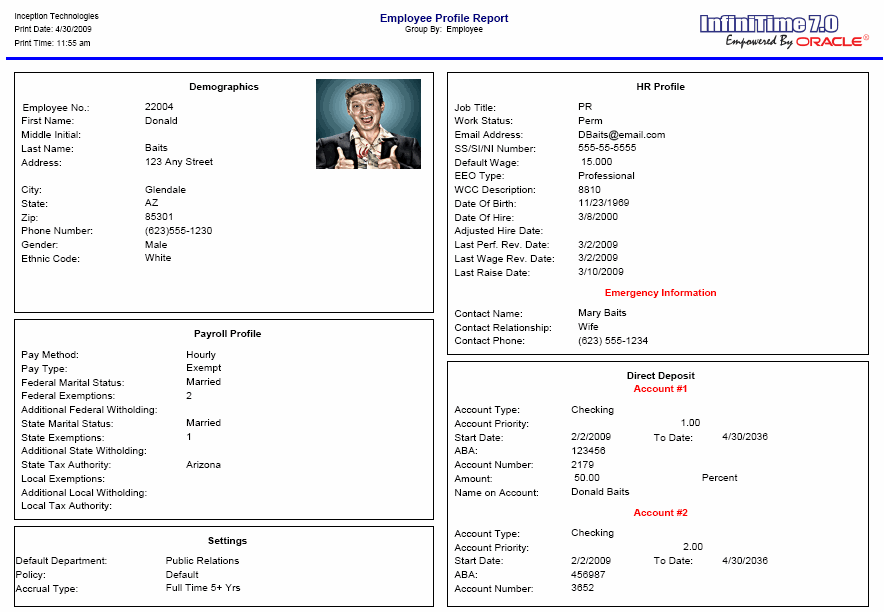 Inception Technologies
Print Date: 4/30/2009
Print Time: 11:55 am
Employee Profile Report
Group By: Employee
InfiniTime 7.0
Empowered By ORACLE®
Demographics
Employee No.: 22004
First Name: Donald
Middle Initial:
Last Name: Baits
Address: 123 Any Street
City: Glendale
State: AZ
Zip: 85301
Phone Number: (623)555-1230
Gender: Male
Ethnic Code: White
Payroll Profile
Pay Method: Hourly
Pay Type: Exempt
Federal Marital Status: Married
Federal Exemptions: 2
Additional Federal Witholding:
State Marital Status: Married
State Exemptions: 1
Additional State Witholding:
State Tax Authority: Arizona
Local Exemptions:
Additional Local Witholding:
Local Tax Authority:
Settings
Default Department: Public Relations
Policy: Default
Accrual Type: Full Time 5+ Yrs
HR Profile
Job Title: PR
Work Status: Perm
Email Address: DBaits@email.com
SS/SI/NI Number: 555-55-5555
Default Wage: 15.000
EEO Type: Professional
WCC Description: 8810
Date Of Birth: 11/23/1969
Date Of Hire: 3/8/2000
Adjusted Hire Date:
Last Perf. Rev. Date: 3/2/2009
Last Wage Rev. Date: 3/2/2009
Last Raise Date: 3/10/2009
Emergency Information
Contact Name: Mary Baits
Contact Relationship: Wife
Contact Phone: (623) 555-1234
Direct Deposit
Account #1
Account Type: Checking
Account Priority: 1.00
Start Date: 2/2/2009 To Date: 4/30/2036
ABA: 123456
Account Number: 2179
Amount: 50.00 Percent
Name on Account: Donald Baits
Account #2
Account Type: Checking
Account Priority: 2.00
Start Date: 2/2/2009 To Date: 4/30/2036
ABA: 456987
Account Number: 3652